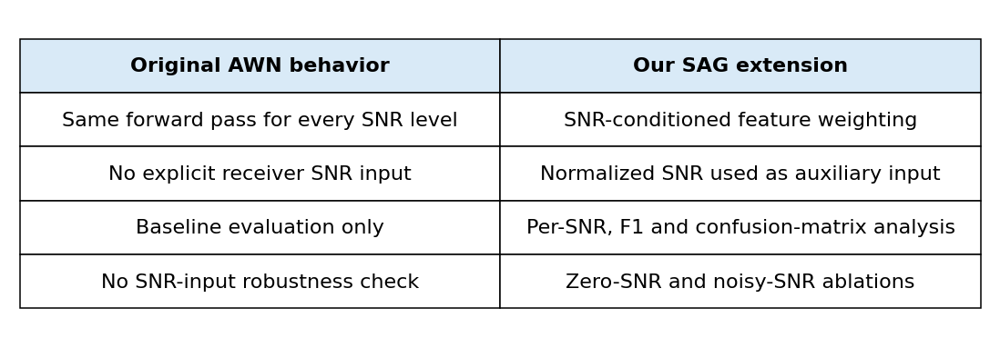 Original AWN behavior
Our SAG extension
Same forward pass for every SNR level
SNR-conditioned feature weighting
No explicit receiver SNR input
Normalized SNR used as auxiliary input
Baseline evaluation only
Per-SNR, F1 and confusion-matrix analysis
No SNR-input robustness check
Zero-SNR and noisy-SNR ablations